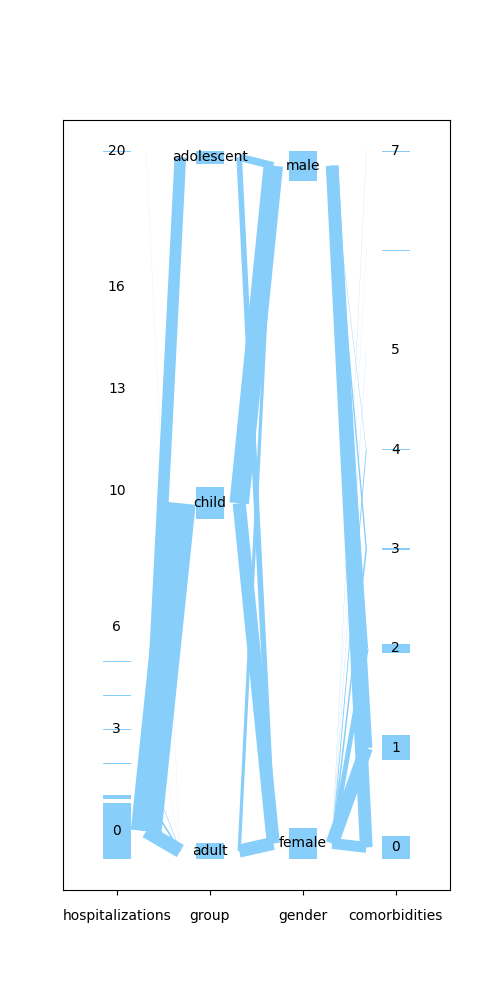 20
adolescent
male
7
16
5
13
4
10
child
3
6
2
3
1
0
adult
female
0
hospitalizations
group
gender
comorbidities